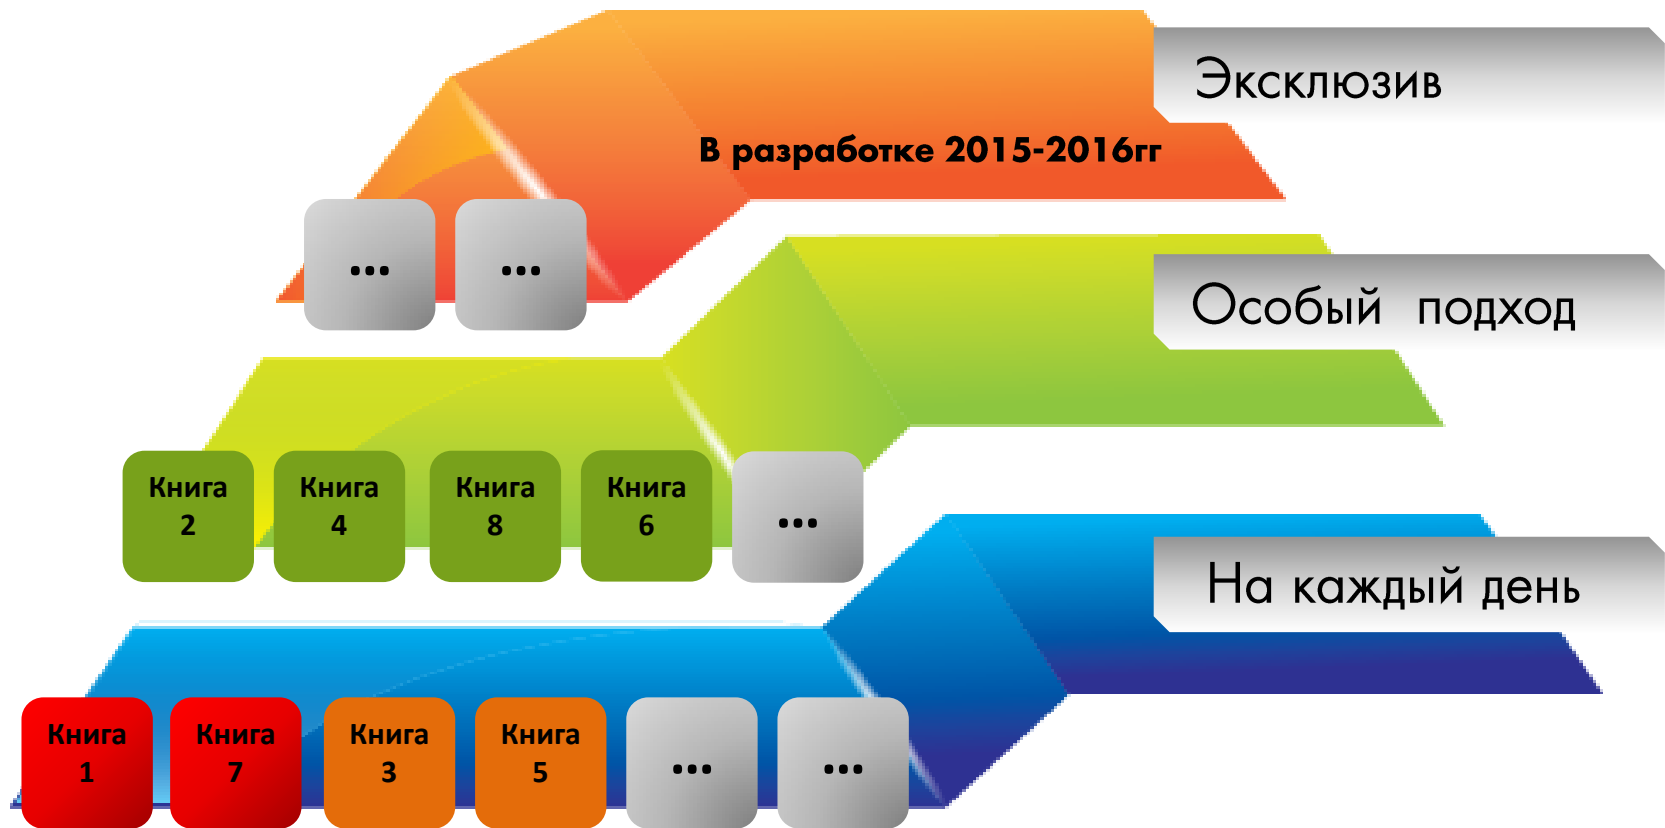 Эксклюзив
В разработке 2015-2016гг
... ...
Особый подход
Книга Книга Книга Книга
2 4 8 6 ...
На каждый день
Книга Книга Книга Книга
1 7 3 5 ... ...